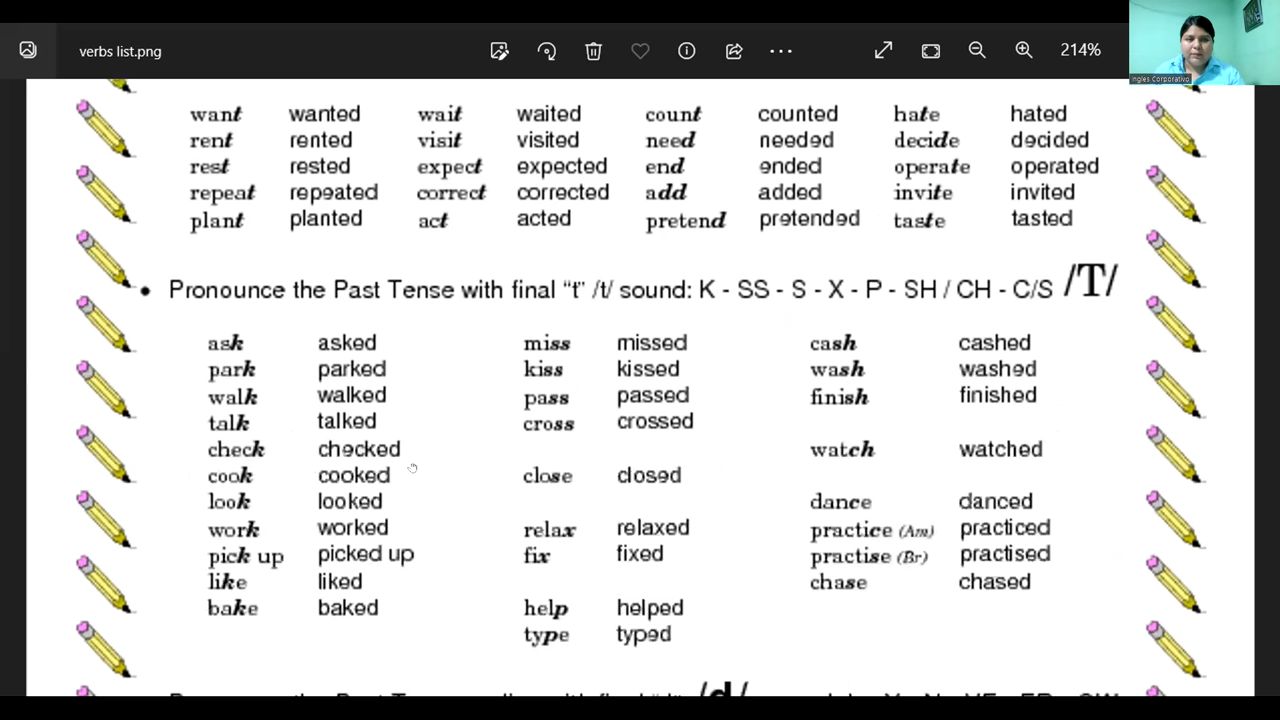 verbs list.png
214%
Ingles Corporativo
want wanted wait waited count counted hate hated
rent rented visit visited need needed decide decided
rest rested expect expected end ended operate operated
repeat repeated correct corrected add added invite invited
plant planted act acted pretend pretended taste tasted
• Pronounce the Past Tense with final “t” /t/ sound: K - SS - S - X - P - SH / CH - C/S /T/
ask asked miss missed cash cashed
park parked kiss kissed wash washed
walk walked pass passed finish finished
talk talked cross crossed
check checked watch watched
cook cooked close closed
look looked dance danced
work worked relax relaxed practice (Am) practiced
pick up picked up fix fixed practise (Br) practised
like liked chase chased
bake baked help helped
type typed
/d/